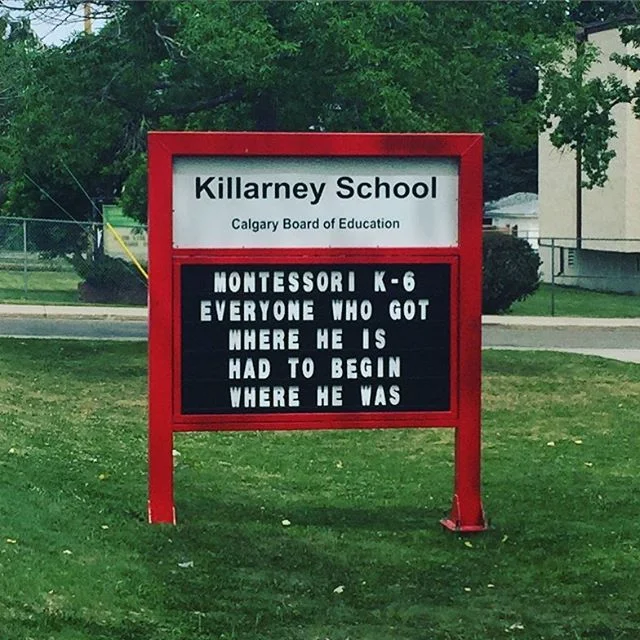 Killarney School
Calgary Board of Education
MONTESSORI K-6
EVERYONE WHO GOT
WHERE HE IS
HAD TO BEGIN
WHERE HE WAS